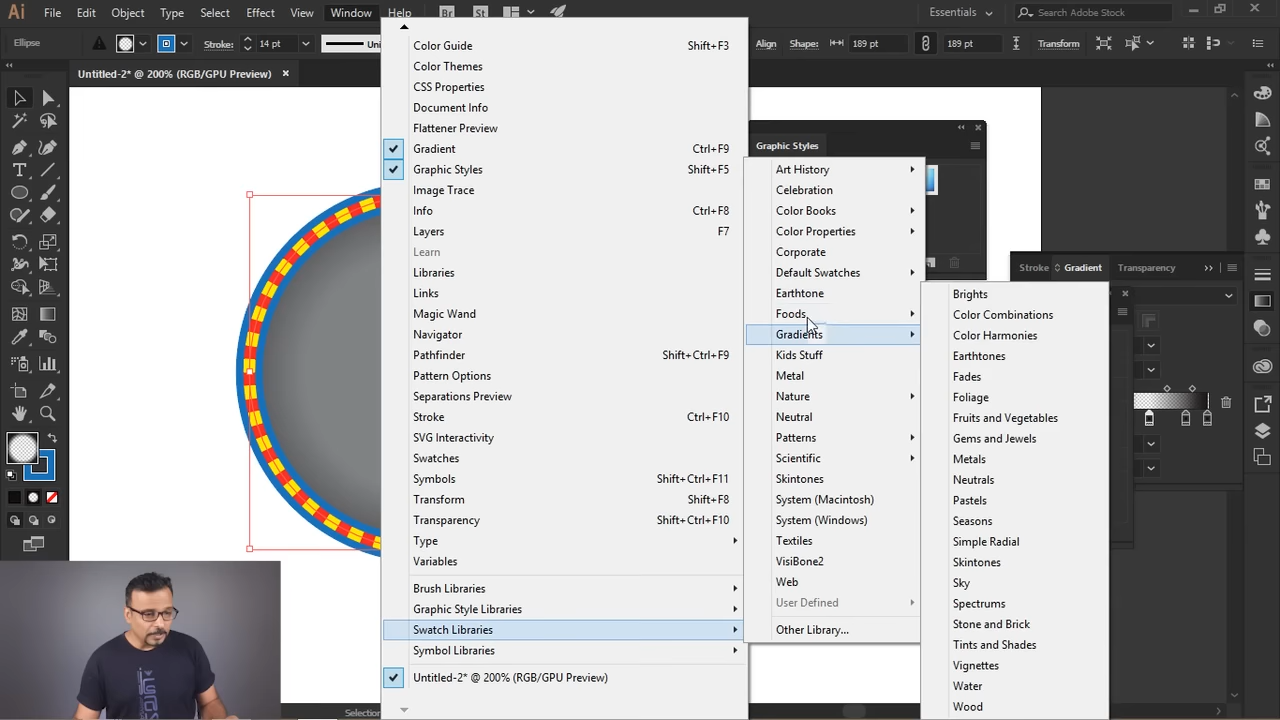 Ai
File
Edit
Object
Type
Select
Effect
View
Window
Help
Br
St
Essentials
Search Adobe Stock
Ellipse
Stroke:
14 pt
Uni
Align
Shape:
189 pt
189 pt
Transform
Untitled-2* @ 200% (RGB/GPU Preview)
Color Guide Shift+F3
Color Themes
CSS Properties
Document Info
Flattener Preview
Gradient Ctrl+F9
Graphic Styles Shift+F5
Image Trace
Info Ctrl+F8
Layers F7
Learn
Libraries
Links
Magic Wand
Navigator
Pathfinder Shift+Ctrl+F9
Pattern Options
Separations Preview
Stroke Ctrl+F10
SVG Interactivity
Swatches
Symbols Shift+Ctrl+F11
Transform Shift+F8
Transparency Shift+Ctrl+F10
Type
Variables
Brush Libraries
Graphic Style Libraries
Swatch Libraries
Symbol Libraries
Untitled-2* @ 200% (RGB/GPU Preview)
Graphic Styles
Art History
Celebration
Color Books
Color Properties
Corporate
Default Swatches
Earthtone
Foods
Gradients
Kids Stuff
Metal
Nature
Neutral
Patterns
Scientific
Skintones
System (Macintosh)
System (Windows)
Textiles
VisiBone2
Web
User Defined
Other Library...
Stroke
Gradient
Transparency
Brights
Color Combinations
Color Harmonies
Earthtones
Fades
Foliage
Fruits and Vegetables
Gems and Jewels
Metals
Neutrals
Pastels
Seasons
Simple Radial
Skintones
Sky
Spectrums
Stone and Brick
Tints and Shades
Vignettes
Water
Wood
Selection